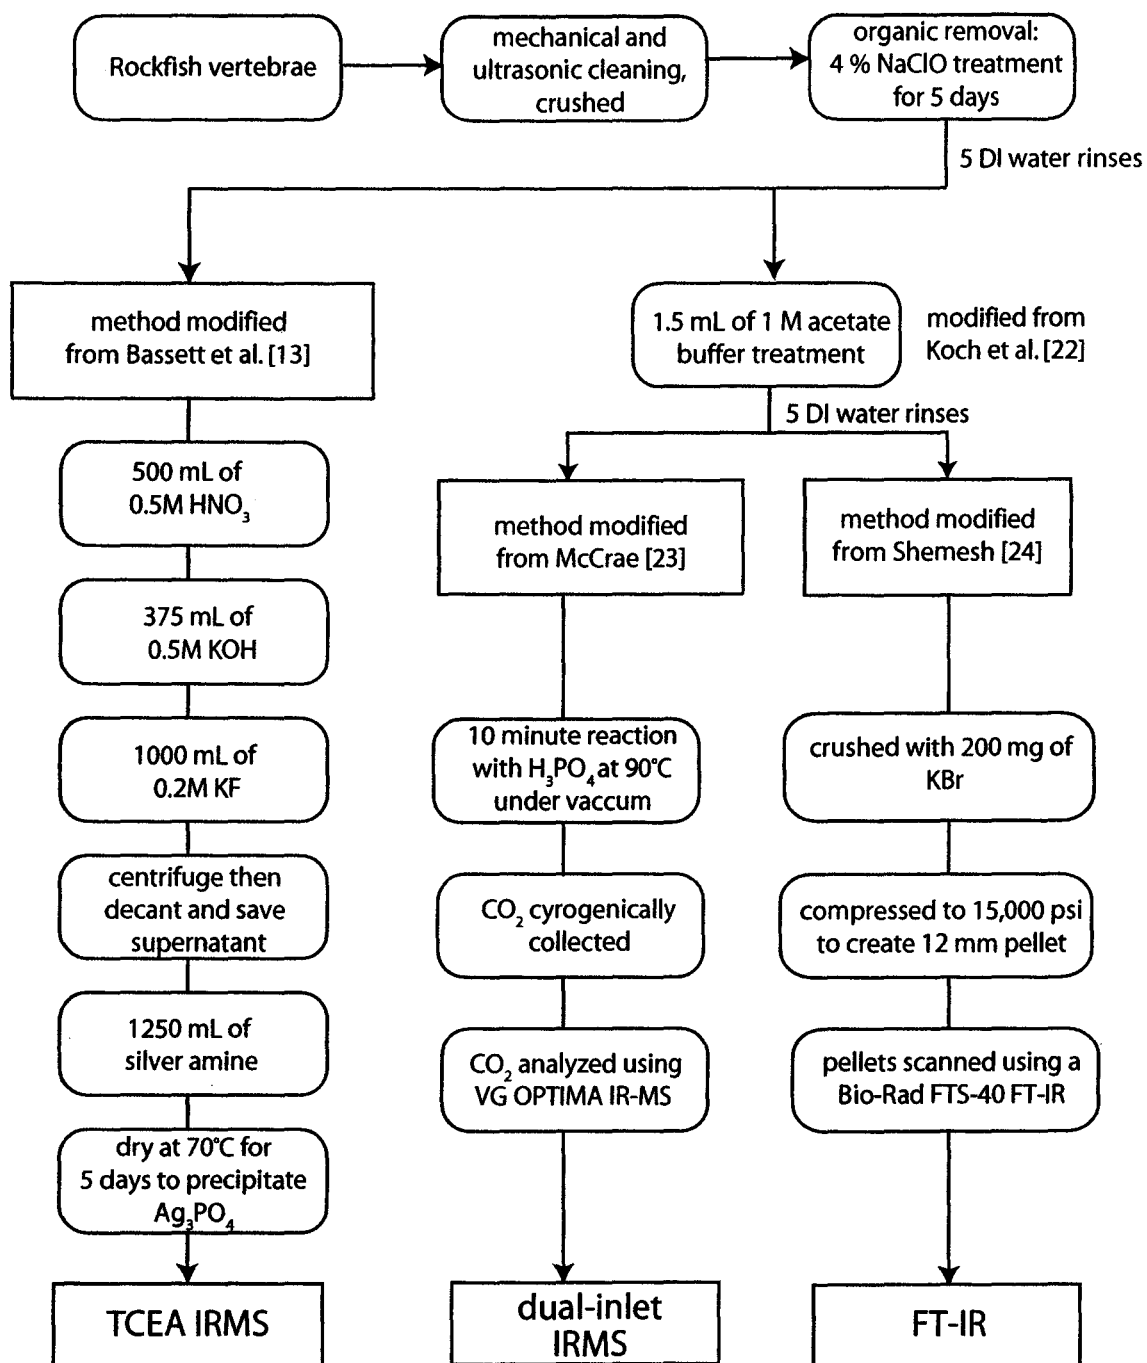 Rockfish vertebrae
mechanical and
ultrasonic cleaning,
crushed
organic removal:
4 % NaClO treatment
for 5 days
5 DI water rinses
method modified
from Bassett et al. [13]
500 mL of
0.5M HNO₃
375 mL of
0.5M KOH
1000 mL of
0.2M KF
centrifuge then
decant and save
supernatant
1250 mL of
silver amine
dry at 70°C for
5 days to precipitate
Ag₃PO₄
TCEA IRMS
1.5 mL of 1 M acetate
buffer treatment
modified from
Koch et al. [22]
5 DI water rinses
method modified
from McCrae [23]
10 minute reaction
with H₃PO₄ at 90°C
under vaccum
CO₂ cyrogenically
collected
CO₂ analyzed using
VG OPTIMA IR-MS
dual-inlet
IRMS
method modified
from Shemesh [24]
crushed with 200 mg of
KBr
compressed to 15,000 psi
to create 12 mm pellet
pellets scanned using a
Bio-Rad FTS-40 FT-IR
FT-IR